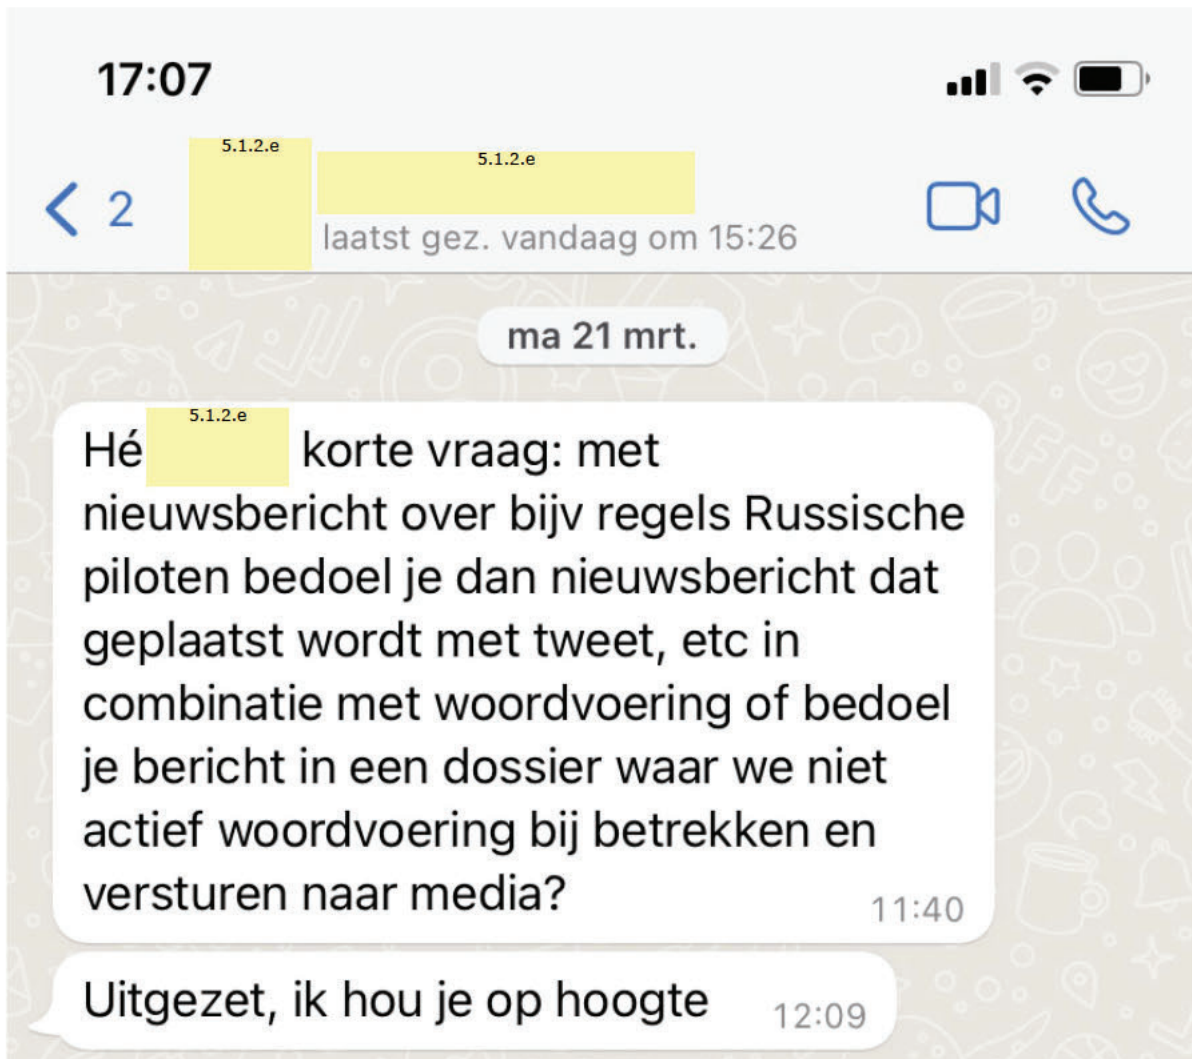 17:07
5.1.2.e
5.1.2.e
2
laatst gez. vandaag om 15:26
ma 21 mrt.
5.1.2.e
Hé korte vraag: met
nieuwsbericht over bijv regels Russische
piloten bedoel je dan nieuwsbericht dat
geplaatst wordt met tweet, etc in
combinatie met woordvoering of bedoel
je bericht in een dossier waar we niet
actief woordvoering bij betrekken en
versturen naar media?
11:40
Uitgezet, ik hou je op hoogte
12:09